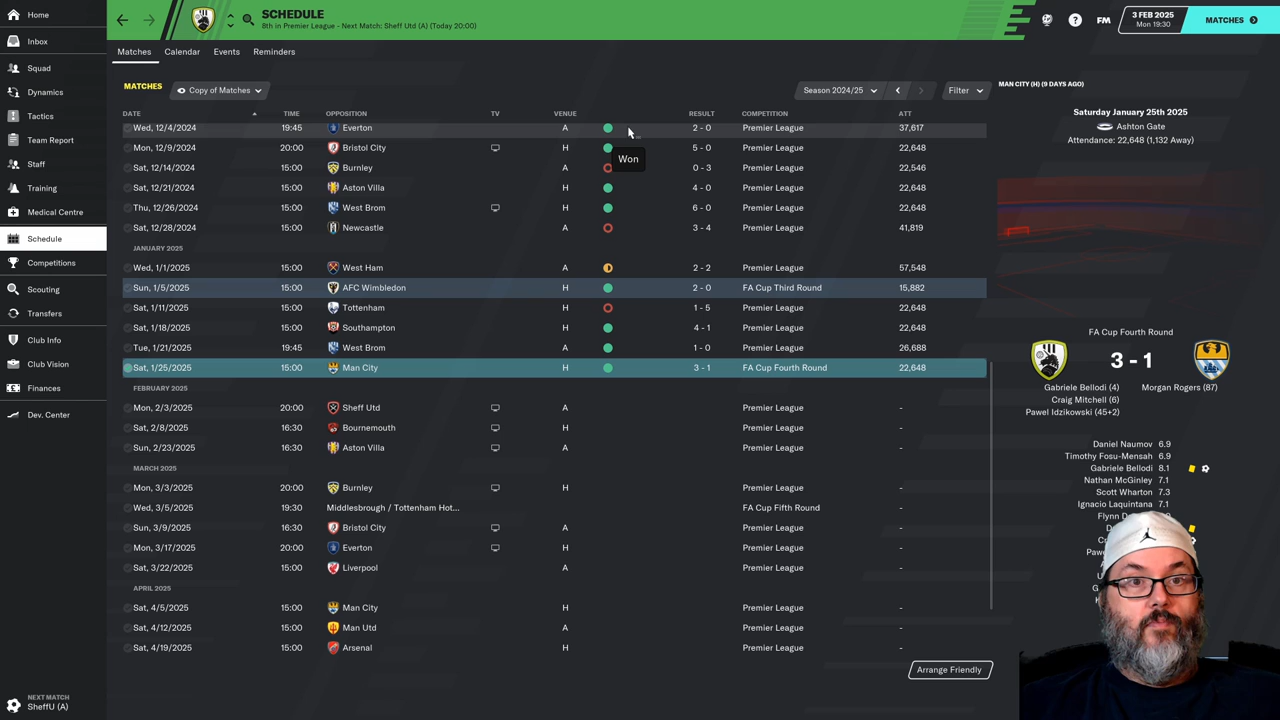 Home
SCHEDULE
8th in Premier League - Next Match: Sheff Utd (A) (Today 20:00)
FM
3 FEB 2025
Mon 19:30
MATCHES
Inbox
Squad
Dynamics
Tactics
Team Report
Staff
Training
Medical Centre
Schedule
Competitions
Scouting
Transfers
Club Info
Club Vision
Finances
Dev. Center
NEXT MATCH
SheffU (A)
Matches Calendar Events Reminders
MATCHES Copy of Matches Season 2024/25 Filter
DATE TIME OPPOSITION TV VENUE RESULT COMPETITION ATT
Wed, 12/4/2024 19:45 Everton A 2 - 0 Premier League 37,617
Mon, 12/9/2024 20:00 Bristol City H 5 - 0 Premier League 22,648
Won
Sat, 12/14/2024 15:00 Burnley A 0 - 3 Premier League 22,546
Sat, 12/21/2024 15:00 Aston Villa H 4 - 0 Premier League 22,648
Thu, 12/26/2024 15:00 West Brom H 6 - 0 Premier League 22,648
Sat, 12/28/2024 15:00 Newcastle A 3 - 4 Premier League 41,819
JANUARY 2025
Wed, 1/1/2025 15:00 West Ham A 2 - 2 Premier League 57,548
Sun, 1/5/2025 15:00 AFC Wimbledon H 2 - 0 FA Cup Third Round 15,882
Sat, 1/11/2025 15:00 Tottenham H 1 - 5 Premier League 22,648
Sat, 1/18/2025 15:00 Southampton H 4 - 1 Premier League 22,648
Tue, 1/21/2025 19:45 West Brom A 1 - 0 Premier League 26,688
Sat, 1/25/2025 15:00 Man City H 3 - 1 FA Cup Fourth Round 22,648
FEBRUARY 2025
Mon, 2/3/2025 20:00 Sheff Utd A - Premier League -
Sat, 2/8/2025 16:30 Bournemouth H - Premier League -
Sun, 2/23/2025 16:30 Aston Villa A - Premier League -
MARCH 2025
Mon, 3/3/2025 20:00 Burnley H - Premier League -
Wed, 3/5/2025 19:30 Middlesbrough / Tottenham Hot... - FA Cup Fifth Round -
Sun, 3/9/2025 16:30 Bristol City A - Premier League -
Mon, 3/17/2025 20:00 Everton H - Premier League -
Sat, 3/22/2025 15:00 Liverpool A - Premier League -
APRIL 2025
Sat, 4/5/2025 15:00 Man City H - Premier League -
Sat, 4/12/2025 15:00 Man Utd A - Premier League -
Sat, 4/19/2025 15:00 Arsenal H - Premier League -
Arrange Friendly
MAN CITY (H) (9 DAYS AGO)
Saturday January 25th 2025
Ashton Gate
Attendance: 22,648 (1,132 Away)
FA Cup Fourth Round
3 - 1
Gabriele Bellodi (4) Morgan Rogers (87)
Craig Mitchell (6)
Pawel Idzikowski (45+2)
Daniel Naumov 6.9
Timothy Fosu-Mensah 6.9
Gabriele Bellodi 8.1
Nathan McGinley 7.1
Scott Wharton 7.3
Ignacio Laquintana 7.1